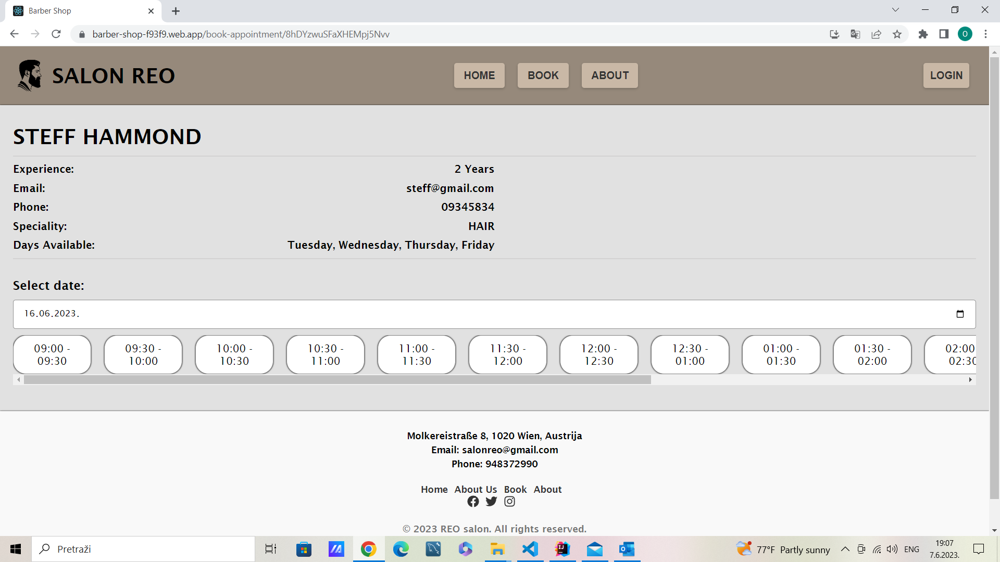 Barber Shop
barber-shop-f93f9.web.app/book-appointment/8hDYzwuSFaXHEMpj5Nvv
O
SALON REO
HOME
BOOK
ABOUT
LOGIN
STEFF HAMMOND
Experience: 2 Years
Email: steff@gmail.com
Phone: 09345834
Speciality: HAIR
Days Available: Tuesday, Wednesday, Thursday, Friday
Select date:
16.06.2023.
09:00 -
09:30
09:30 -
10:00
10:00 -
10:30
10:30 -
11:00
11:00 -
11:30
11:30 -
12:00
12:00 -
12:30
12:30 -
01:00
01:00 -
01:30
01:30 -
02:00
02:00
02:30
Molkereistraße 8, 1020 Wien, Austrija
Email: salonreo@gmail.com
Phone: 948372990
Home About Us Book About
© 2023 REO salon. All rights reserved.
Pretraži
77°F Partly sunny
ENG
19:07
7.6.2023.